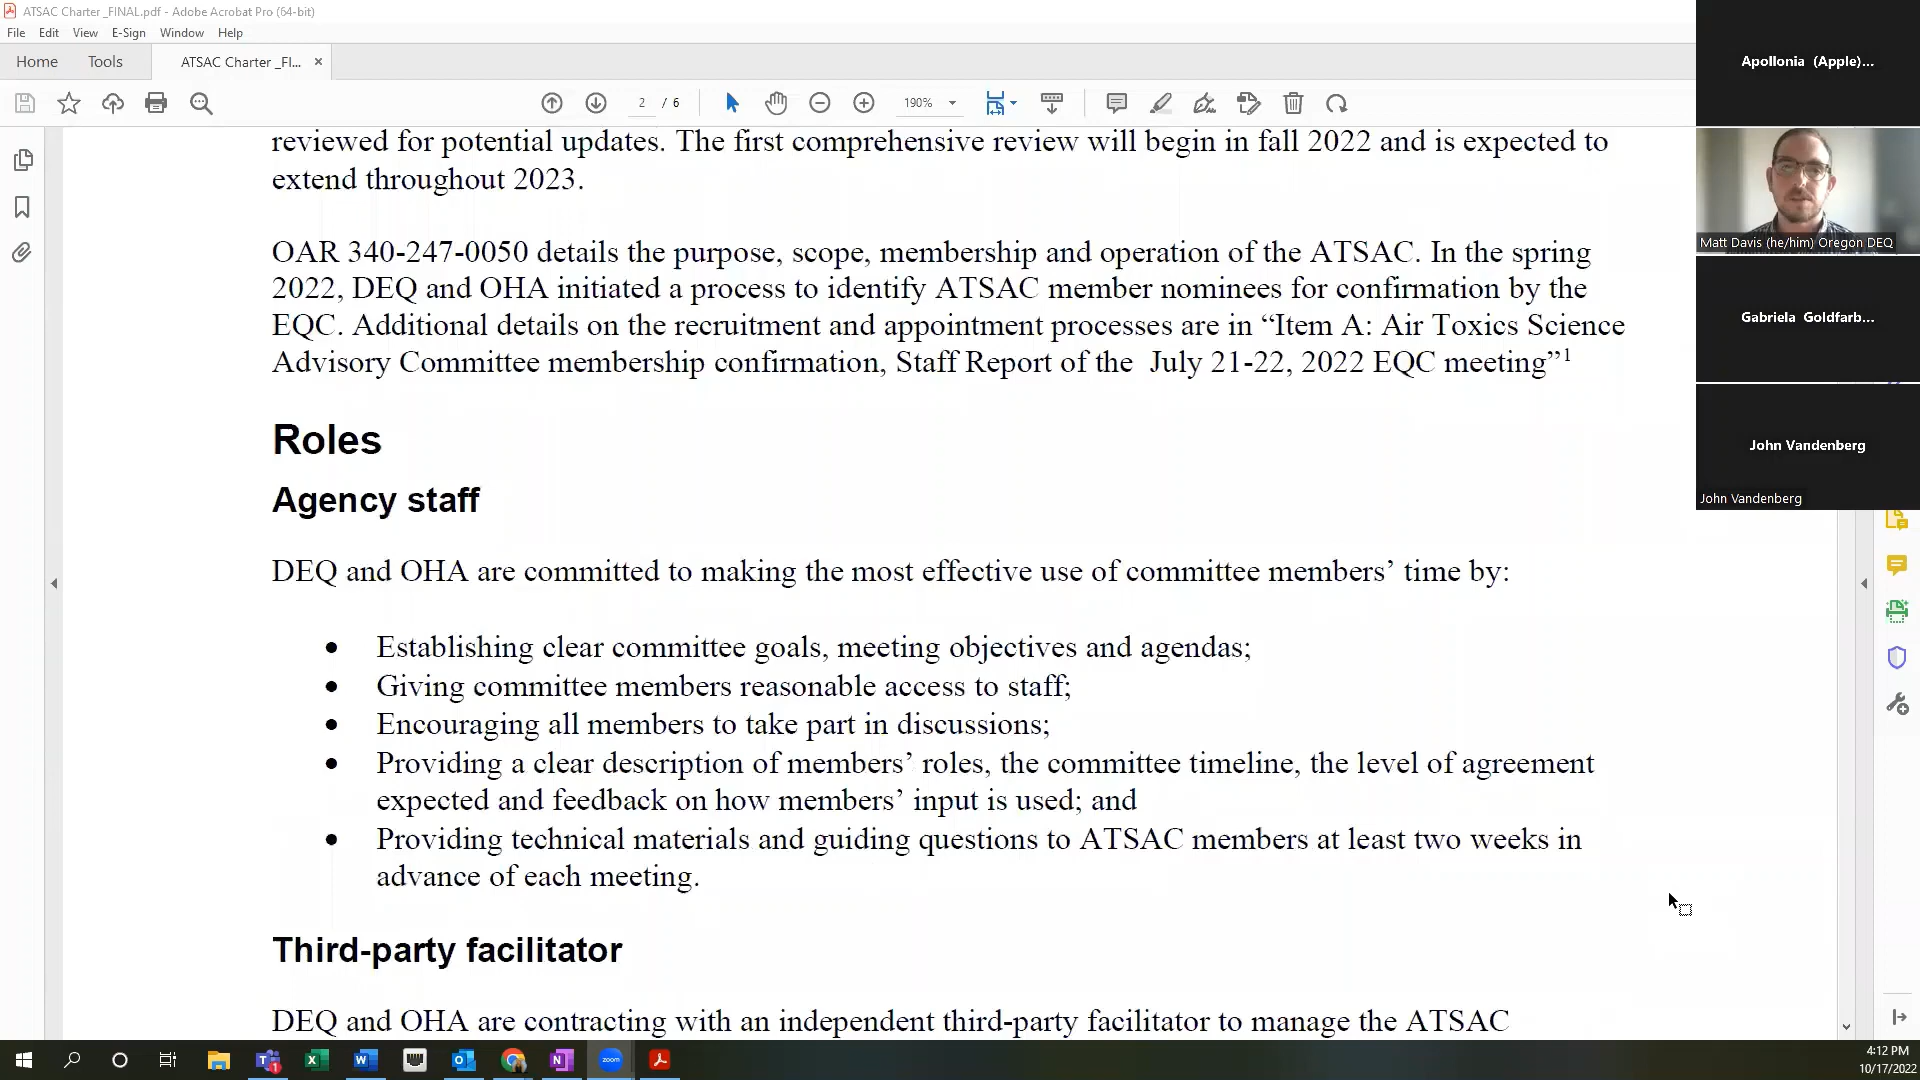 ATSAC Charter _FINAL.pdf - Adobe Acrobat Pro (64-bit)
File Edit View E-Sign Window Help
Home Tools ATSAC Charter _Fl... ×
2 / 6 190%
reviewed for potential updates. The first comprehensive review will begin in fall 2022 and is expected to
extend throughout 2023.
OAR 340-247-0050 details the purpose, scope, membership and operation of the ATSAC. In the spring
2022, DEQ and OHA initiated a process to identify ATSAC member nominees for confirmation by the
EQC. Additional details on the recruitment and appointment processes are in “Item A: Air Toxics Science
Advisory Committee membership confirmation, Staff Report of the July 21-22, 2022 EQC meeting”1
Roles
Agency staff
DEQ and OHA are committed to making the most effective use of committee members’ time by:
• Establishing clear committee goals, meeting objectives and agendas;
• Giving committee members reasonable access to staff;
• Encouraging all members to take part in discussions;
• Providing a clear description of members’ roles, the committee timeline, the level of agreement
expected and feedback on how members’ input is used; and
• Providing technical materials and guiding questions to ATSAC members at least two weeks in
advance of each meeting.
Third-party facilitator
DEQ and OHA are contracting with an independent third-party facilitator to manage the ATSAC
Apollonia (Apple)...
Matt Davis (he/him) Oregon DEQ
Gabriela Goldfarb...
John Vandenberg
John Vandenberg
zoom
4:12 PM
10/17/2022